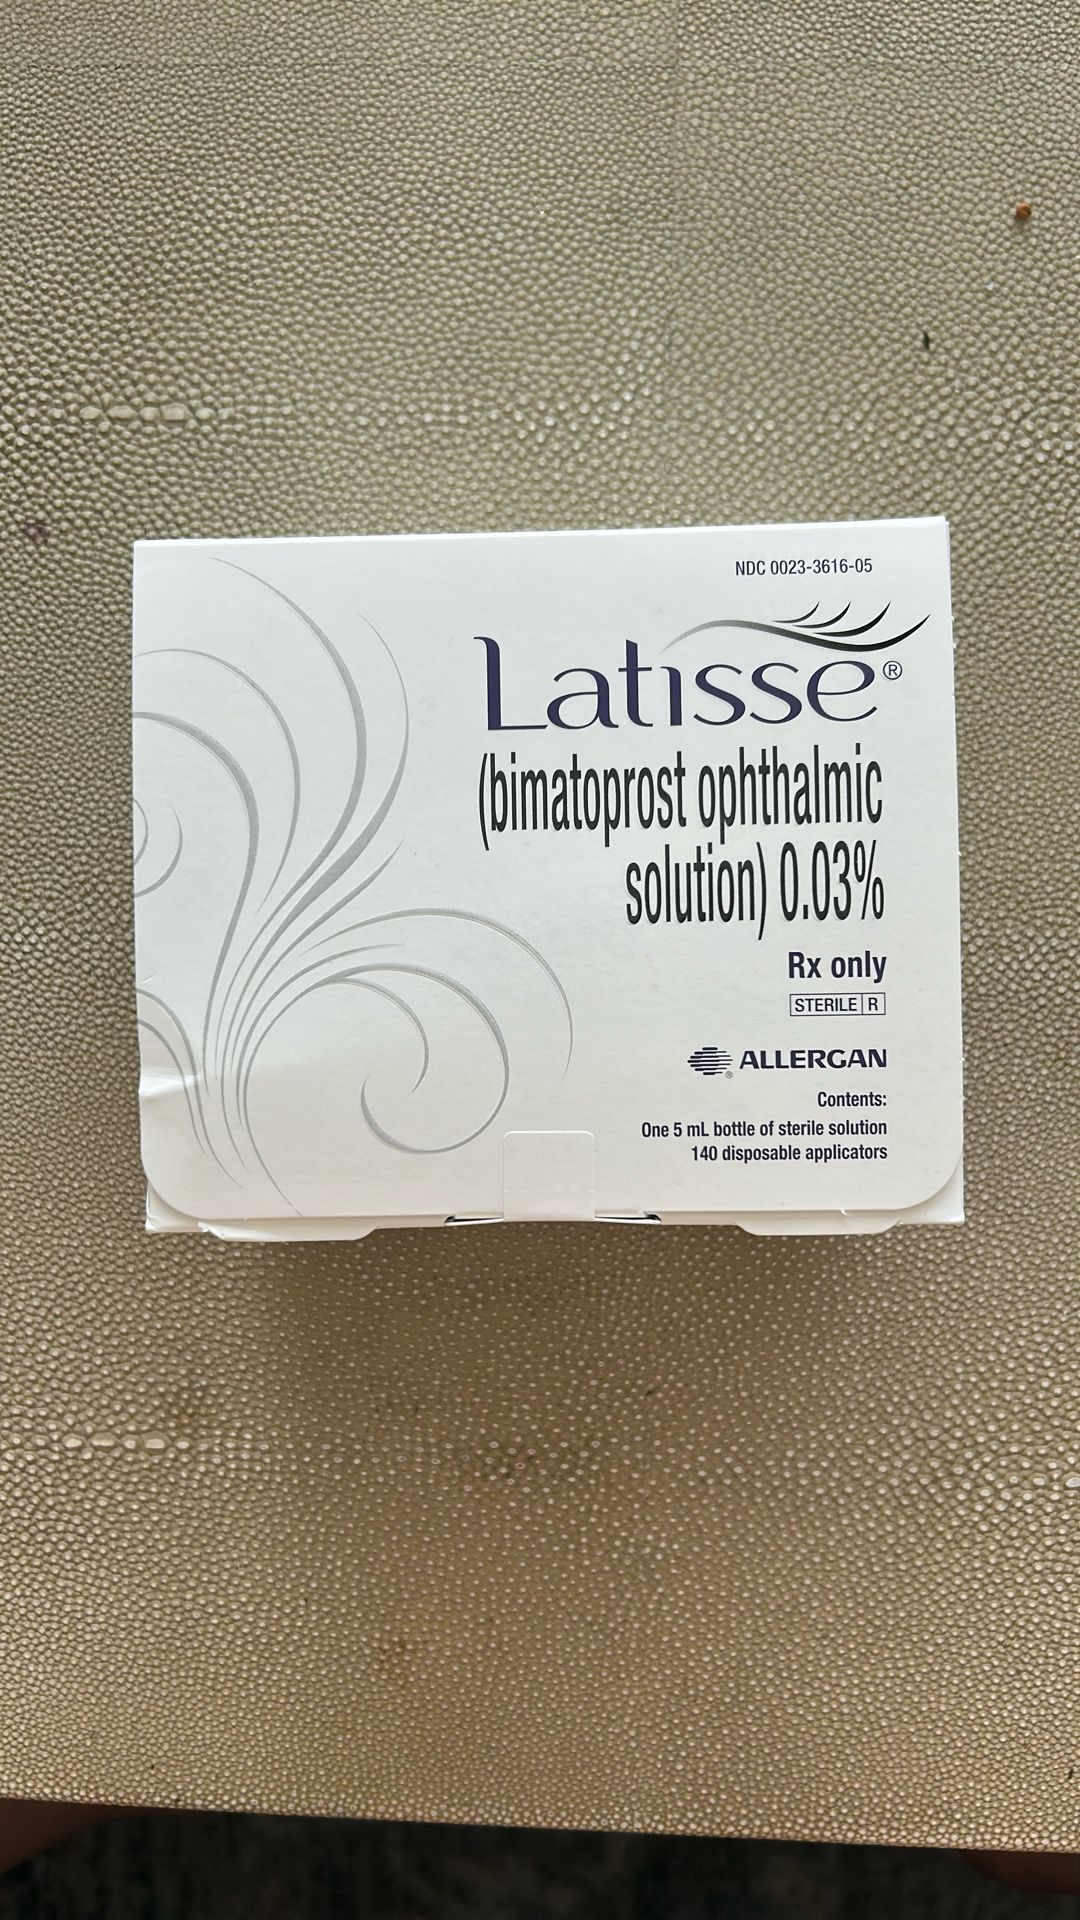 NDC 0023-3616-05
Latisse®
(bimatoprost ophthalmic
solution) 0.03%
Rx only
STERILE R
ALLERGAN ®
Contents:
One 5 mL bottle of sterile solution
140 disposable applicators